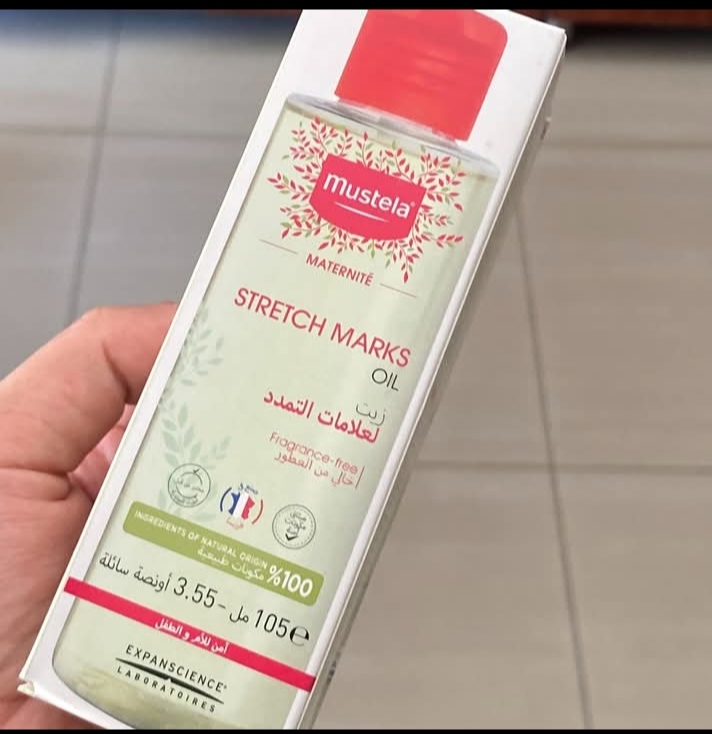 mustela
MATERNITÉ
STRETCH MARKS
OIL
زيت
لعلامات التمدد
Fragrance-free
خالي من العطور
INGREDIENTS OF NATURAL ORIGIN
مكونات طبيعية
%100
105 مل - 3.55 أونصة سائلة
آمن للأم و الطفل
EXPANSCIENCE
LABORATOIRES